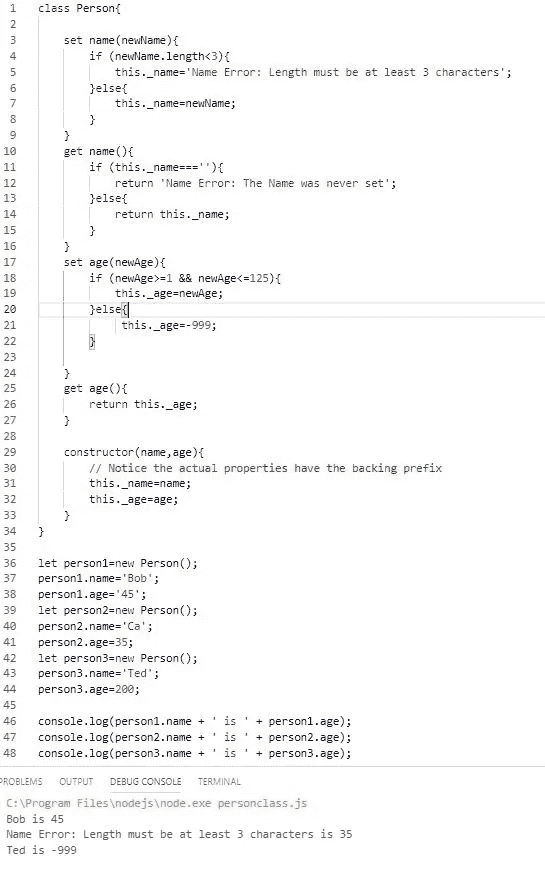 1 class Person{
2
3 set name(newName){
4 if (newName.length<3){
5 this._name='Name Error: Length must be at least 3 characters';
6 }else{
7 this._name=newName;
8 }
9 }
10 get name(){
11 if (this._name===''){
12 return 'Name Error: The Name was never set';
13 }else{
14 return this._name;
15 }
16 }
17 set age(newAge){
18 if (newAge>=1 && newAge<=125){
19 this._age=newAge;
20 }else{
21 this._age=-999;
22 }
23
24 }
25 get age(){
26 return this._age;
27 }
28
29 constructor(name,age){
30 // Notice the actual properties have the backing prefix
31 this._name=name;
32 this._age=age;
33 }
34 }
35
36 let person1=new Person();
37 person1.name='Bob';
38 person1.age='45';
39 let person2=new Person();
40 person2.name='Ca';
41 person2.age=35;
42 let person3=new Person();
43 person3.name='Ted';
44 person3.age=200;
45
46 console.log(person1.name + ' is ' + person1.age);
47 console.log(person2.name + ' is ' + person2.age);
48 console.log(person3.name + ' is ' + person3.age);
PROBLEMS OUTPUT DEBUG CONSOLE TERMINAL
C:\Program Files\nodejs\node.exe personclass.js
Bob is 45
Name Error: Length must be at least 3 characters is 35
Ted is -999